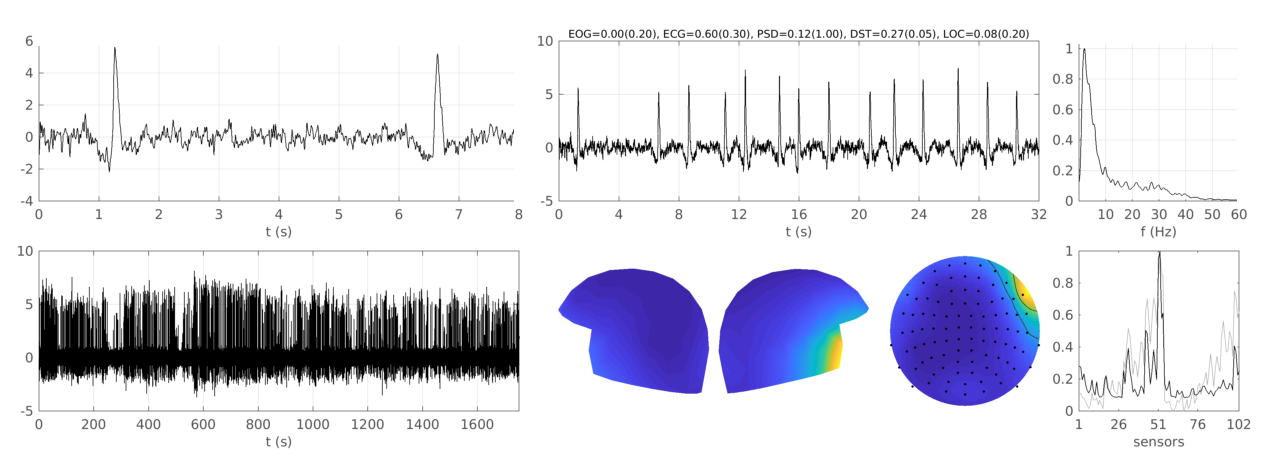 6
4
2
0
-2
-4
0 1 2 3 4 5 6 7 8
t (s)
EOG=0.00(0.20), ECG=0.60(0.30), PSD=0.12(1.00), DST=0.27(0.05), LOC=0.08(0.20)
10
5
0
-5
0 4 8 12 16 20 24 28 32
t (s)
1
0.8
0.6
0.4
0.2
0
10 20 30 40 50 60
f (Hz)
10
5
0
-5
0 200 400 600 800 1000 1200 1400 1600
t (s)
1
0.8
0.6
0.4
0.2
0
1 26 51 76 102
sensors